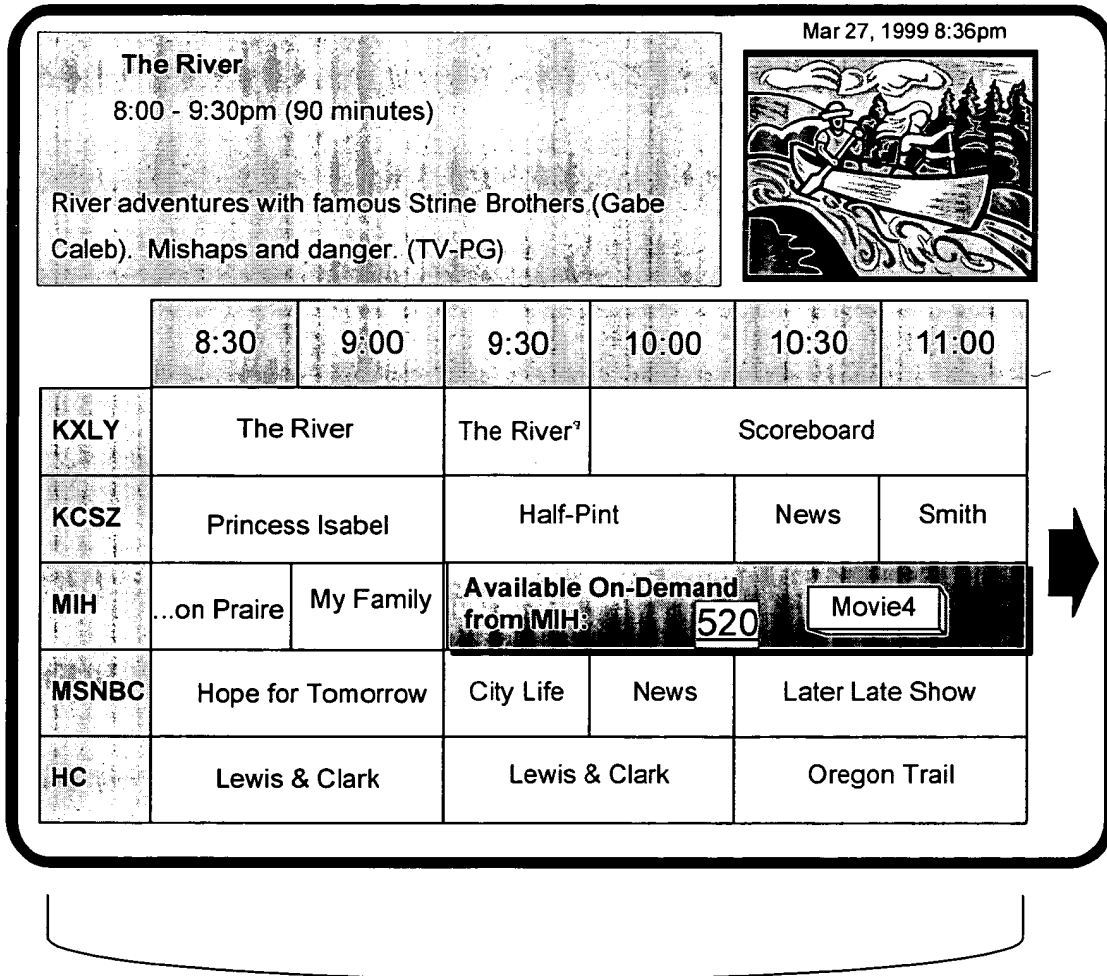 Mar 27, 1999 8:36pm
The River
8:00 - 9:30pm (90 minutes)
River adventures with famous Strine Brothers (Gabe
Caleb). Mishaps and danger. (TV-PG)
8:30 9:00 9:30 10:00 10:30 11:00
KXLY The River The River Scoreboard
KCSZ Princess Isabel Half-Pint News Smith
MIH ...on Praire My Family Available On-Demand
from MIH: 520 Movie4
MSNBC Hope for Tomorrow City Life News Later Late Show
HC Lewis & Clark Lewis & Clark Oregon Trail